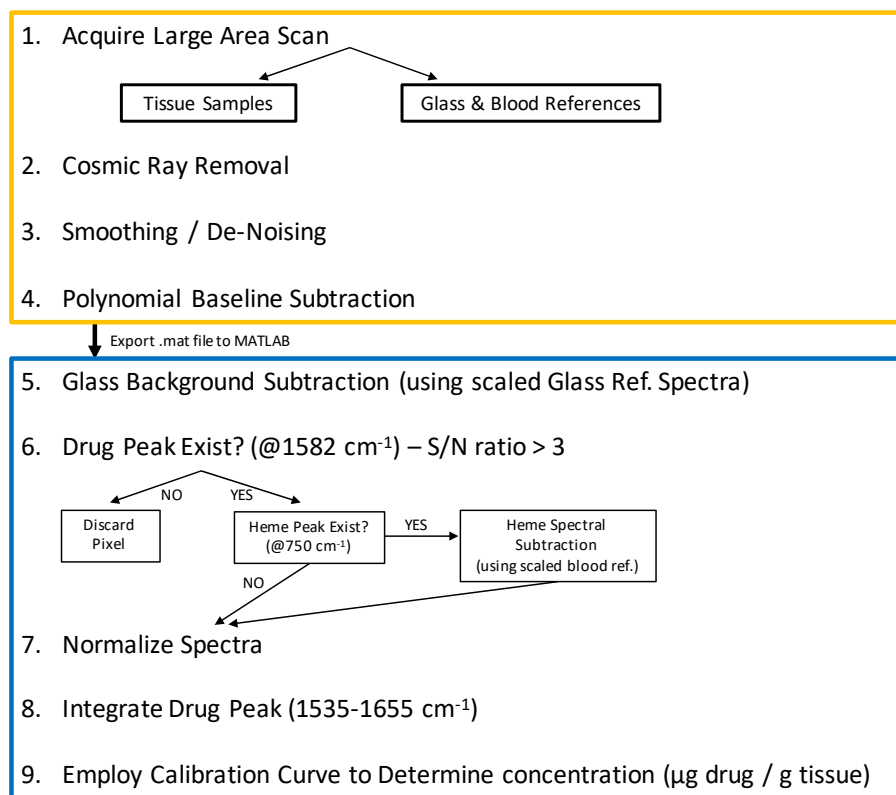 1. Acquire Large Area Scan
Tissue Samples
Glass & Blood References
2. Cosmic Ray Removal
3. Smoothing / De-Noising
4. Polynomial Baseline Subtraction
Export .mat file to MATLAB
5. Glass Background Subtraction (using scaled Glass Ref. Spectra)
6. Drug Peak Exist? (@1582 cm⁻¹) – S/N ratio > 3
NO
YES
Discard
Pixel
Heme Peak Exist?
(@750 cm⁻¹)
YES
Heme Spectral
Subtraction
(using scaled blood ref.)
NO
7. Normalize Spectra
8. Integrate Drug Peak (1535-1655 cm⁻¹)
9. Employ Calibration Curve to Determine concentration (µg drug / g tissue)